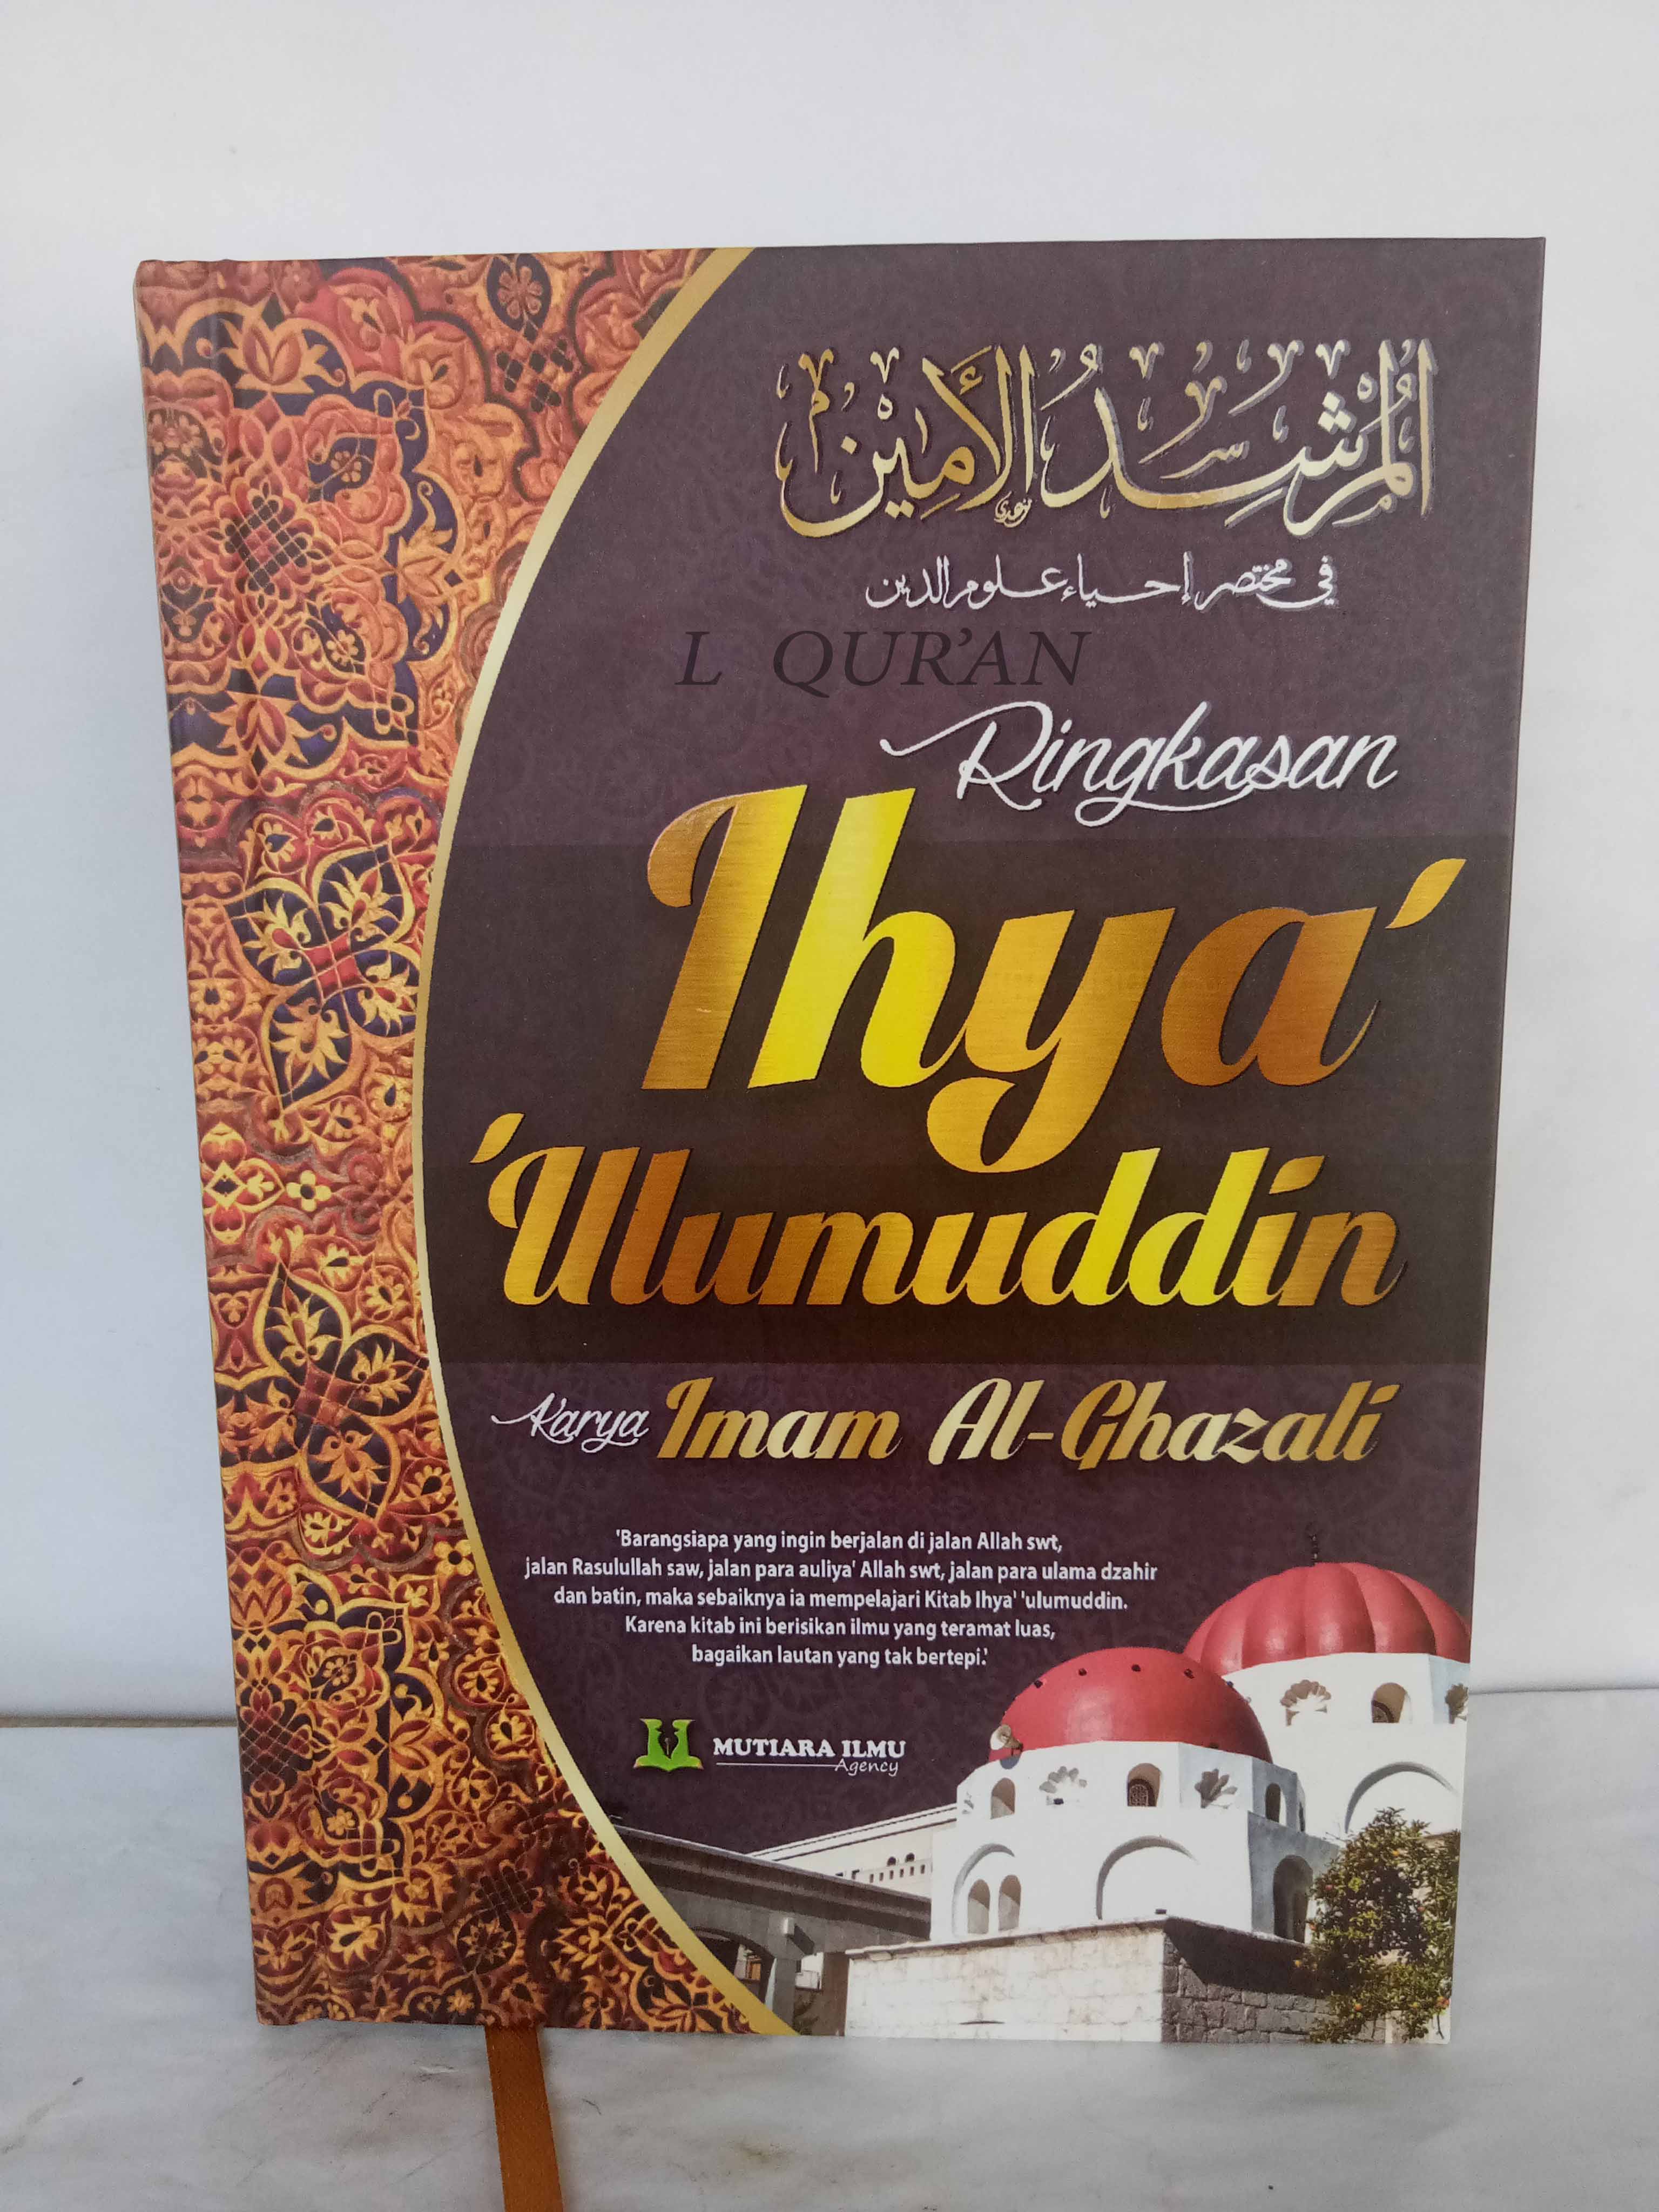 المُرْشِدُ الأَمِيْن
في مختصر إحياء علوم الدين
L QUR'AN
Ringkasan
Ihya'
'Ulumuddin
Karya Imam Al-Ghazali
'Barangsiapa yang ingin berjalan di jalan Allah swt,
jalan Rasulullah saw, jalan para auliya' Allah swt, jalan para ulama dzahir
dan batin, maka sebaiknya ia mempelajari Kitab Ihya' 'ulumuddin.
Karena kitab ini berisikan ilmu yang teramat luas,
bagaikan lautan yang tak bertepi.'
MUTIARA ILMU
Agency